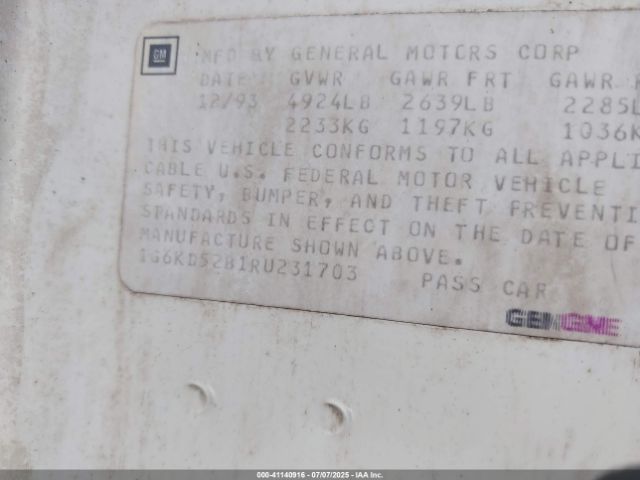 GM
MFD BY GENERAL MOTORS CORP
DATE GVWR GAWR FRT GAWR
12/93 4924LB 2639LB 2285L
2233KG 1197KG 1036K
THIS VEHICLE CONFORMS TO ALL APPLI
CABLE U.S. FEDERAL MOTOR VEHICLE
SAFETY, BUMPER, AND THEFT PREVENTI
STANDARDS IN EFFECT ON THE DATE OF
MANUFACTURE SHOWN ABOVE.
1G6KD52B1RU231703 PASS CAR
000-41140916 - 07/07/2025 - IAA Inc.